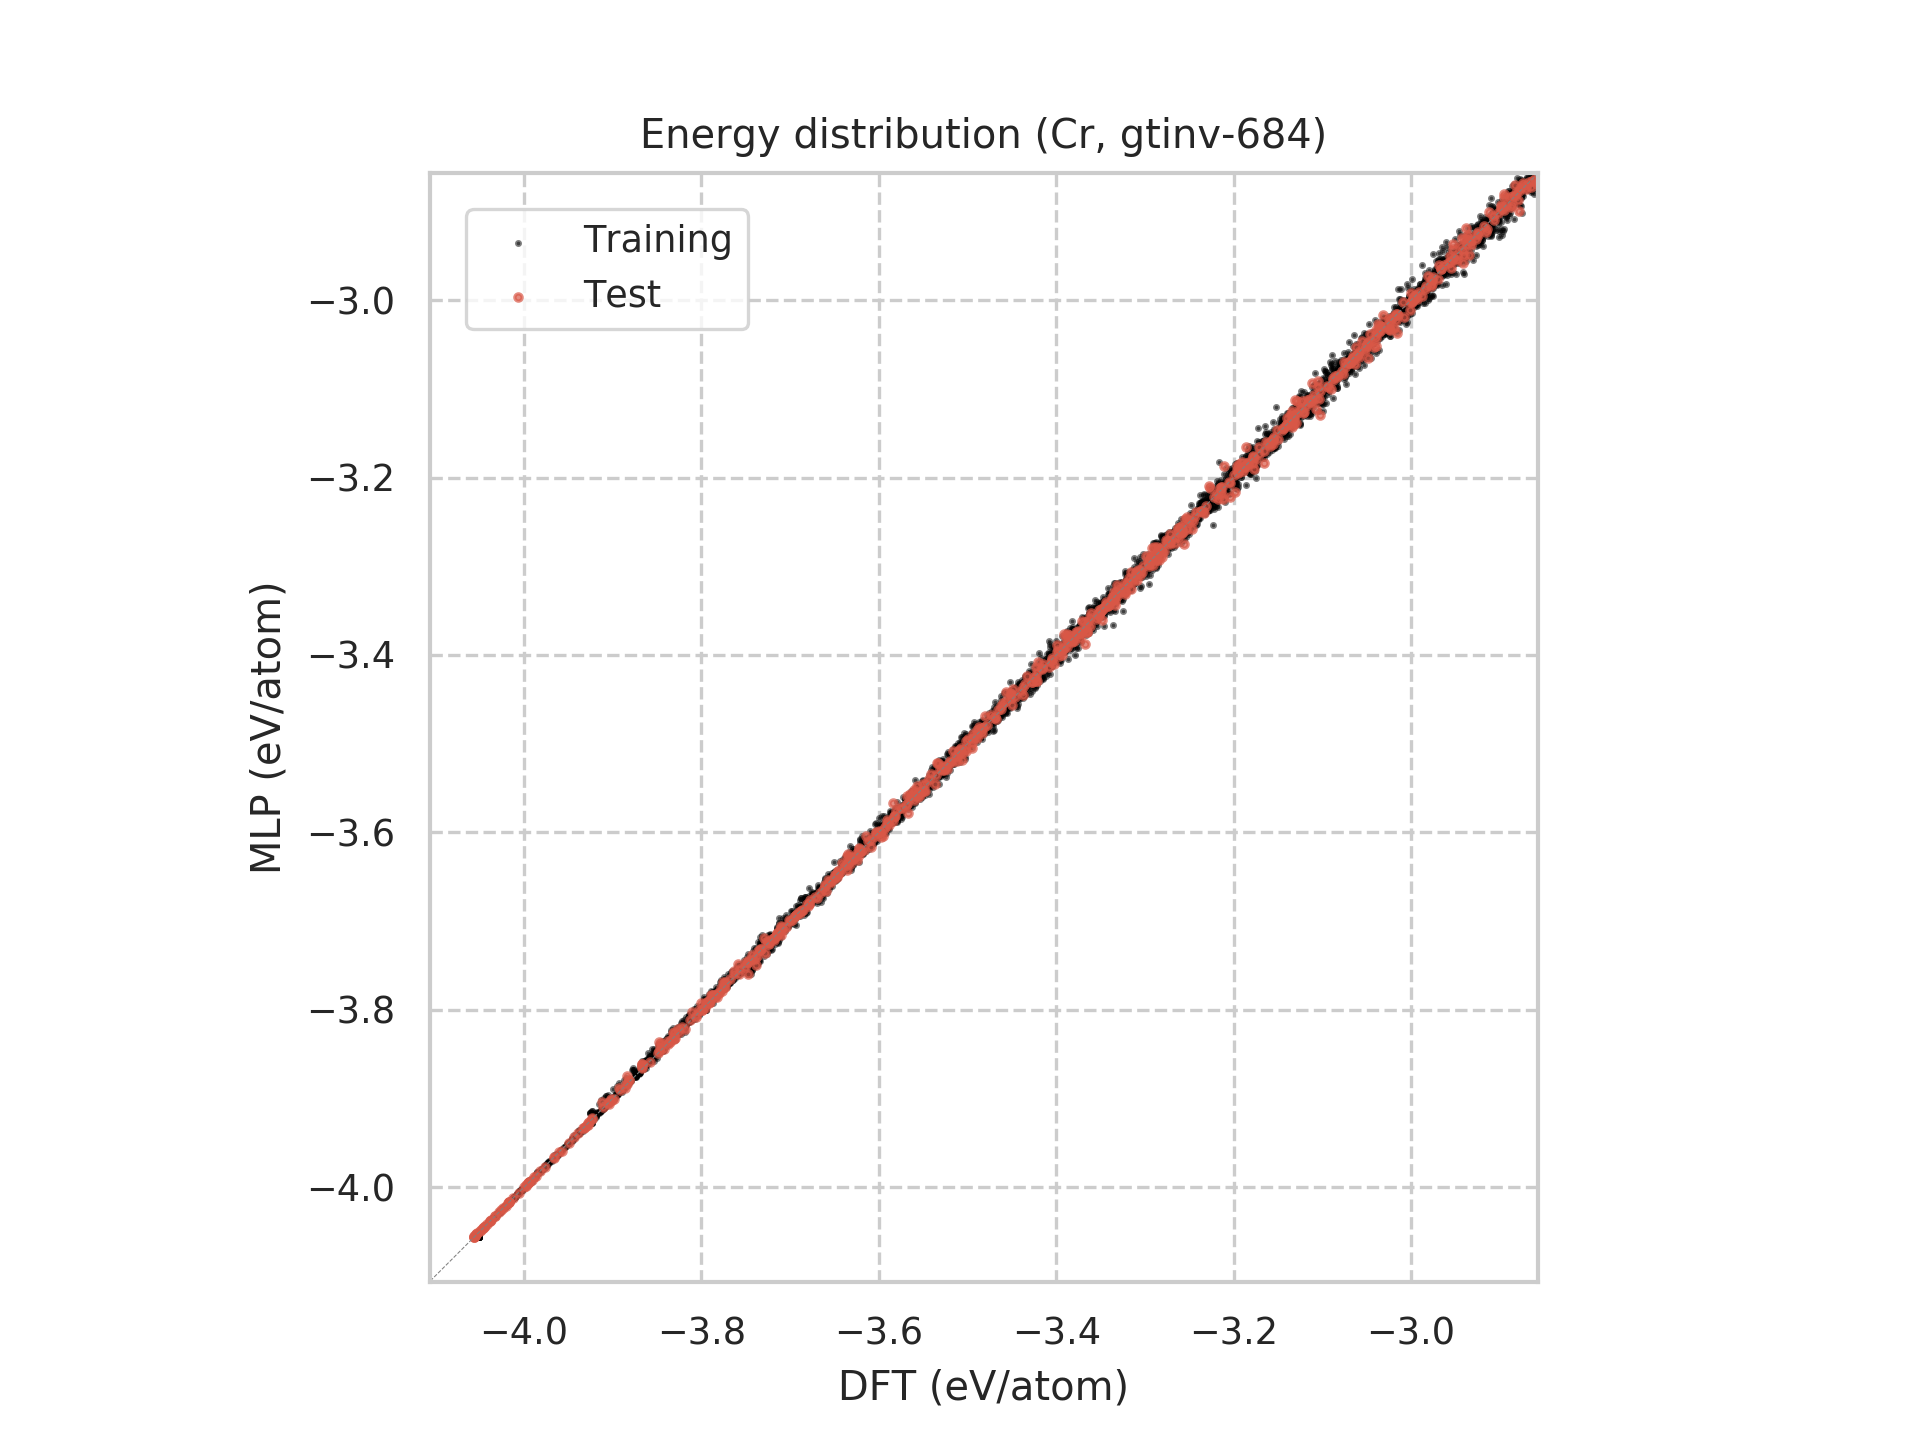 Energy distribution (Cr, gtinv-684)
Training
Test
−3.0
−3.2
−3.4
−3.6
−3.8
−4.0
MLP (eV/atom)
−4.0 −3.8 −3.6 −3.4 −3.2 −3.0
DFT (eV/atom)